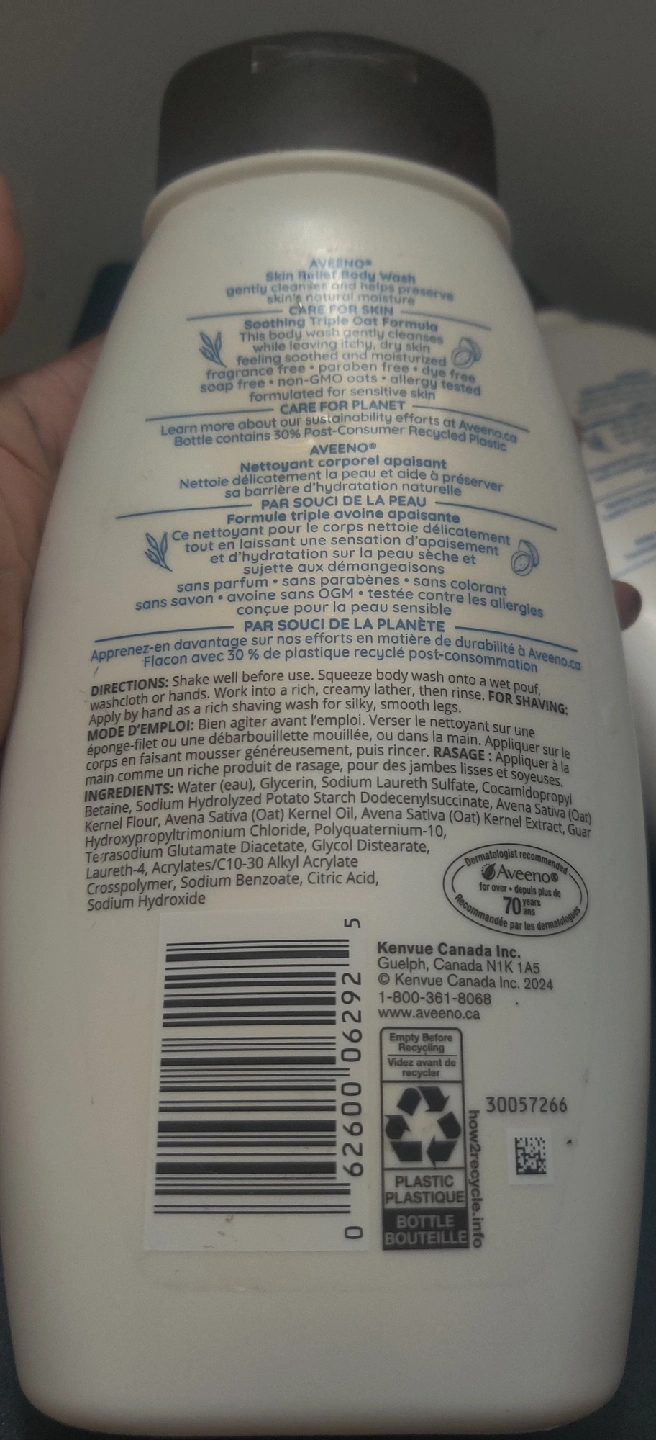 AVEENO®
Skin Relief Body Wash
gently cleanses and helps preserve
skin's natural moisture
CARE FOR SKIN
Soothing Triple Oat Formula
This body wash gently cleanses
while leaving itchy, dry skin
feeling soothed and moisturized
fragrance free • paraben free • dye free
soap free • non-GMO oats • allergy tested
formulated for sensitive skin
CARE FOR PLANET
Learn more about our sustainability efforts at Aveeno.ca
Bottle contains 30% Post-Consumer Recycled Plastic
AVEENO®
Nettoyant corporel apaisant
Nettoie délicatement la peau et aide à préserver
sa barrière d'hydratation naturelle
PAR SOUCI DE LA PEAU
Formule triple avoine apaisante
Ce nettoyant pour le corps nettoie délicatement
tout en laissant une sensation d'apaisement
et d'hydratation sur la peau sèche et
sujette aux démangeaisons
sans parfum • sans parabènes • sans colorant
sans savon • avoine sans OGM • testée contre les allergies
conçue pour la peau sensible
PAR SOUCI DE LA PLANÈTE
Apprenez-en davantage sur nos efforts en matière de durabilité à Aveeno.ca
Flacon avec 30 % de plastique recyclé post-consommation
DIRECTIONS: Shake well before use. Squeeze body wash onto a wet pouf,
washcloth or hands. Work into a rich, creamy lather, then rinse. FOR SHAVING:
Apply by hand as a rich shaving wash for silky, smooth legs.
MODE D'EMPLOI: Bien agiter avant l'emploi. Verser le nettoyant sur une
éponge-filet ou une débarbouillette mouillée, ou dans la main. Appliquer sur le
corps en faisant mousser généreusement, puis rincer. RASAGE : Appliquer à la
main comme un riche produit de rasage, pour des jambes lisses et soyeuses.
INGREDIENTS: Water (eau), Glycerin, Sodium Laureth Sulfate, Cocamidopropyl
Betaine, Sodium Hydrolyzed Potato Starch Dodecenylsuccinate, Avena Sativa (Oat)
Kernel Flour, Avena Sativa (Oat) Kernel Oil, Avena Sativa (Oat) Kernel Extract, Guar
Hydroxypropyltrimonium Chloride, Polyquaternium-10,
Tetrasodium Glutamate Diacetate, Glycol Distearate,
Laureth-4, Acrylates/C10-30 Alkyl Acrylate
Crosspolymer, Sodium Benzoate, Citric Acid,
Sodium Hydroxide
Dermatologist recommended
Aveeno®
for over • depuis plus de
70 years ans
Recommandée par les dermatologues
Kenvue Canada Inc.
Guelph, Canada N1K 1A5
© Kenvue Canada Inc. 2024
1-800-361-8068
www.aveeno.ca
0 62600 06292 5
Empty Before
Recycling
Videz avant de
recycler
PLASTIC
PLASTIQUE
BOTTLE
BOUTEILLE
how2recycle.info
30057266